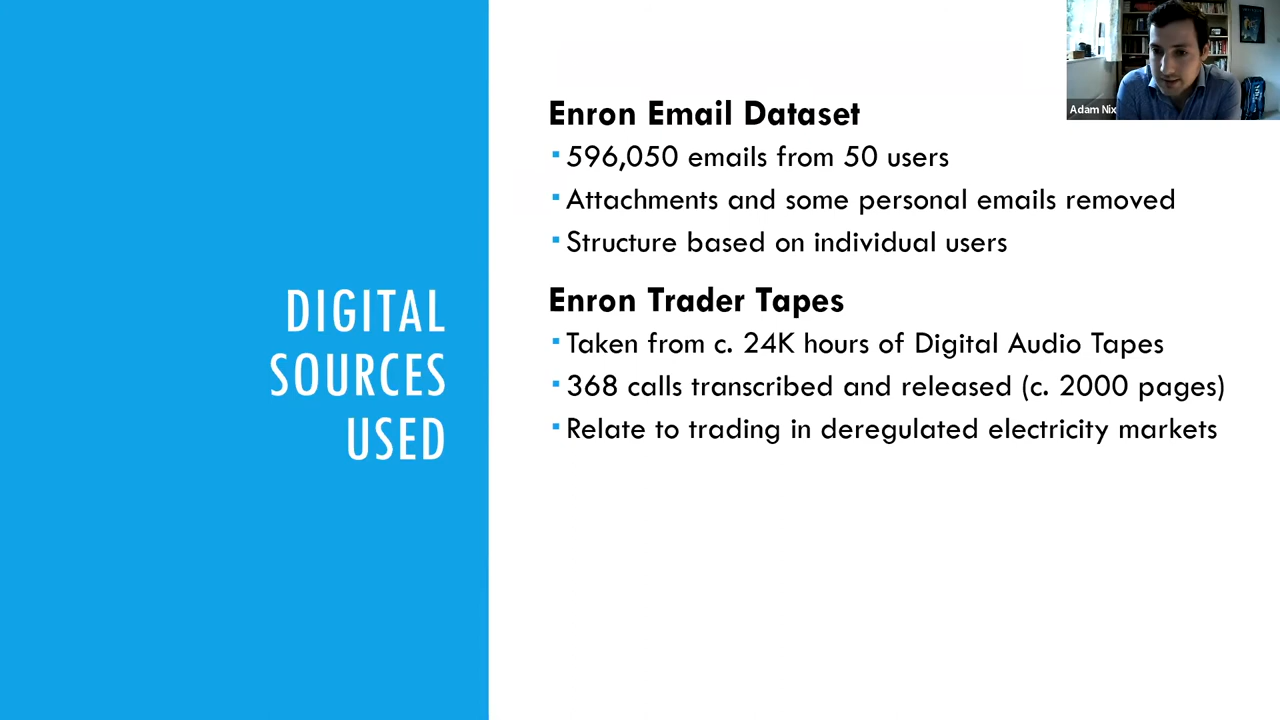 DIGITAL
SOURCES
USED
Enron Email Dataset
▪ 596,050 emails from 50 users
▪ Attachments and some personal emails removed
▪ Structure based on individual users
Enron Trader Tapes
▪ Taken from c. 24K hours of Digital Audio Tapes
▪ 368 calls transcribed and released (c. 2000 pages)
▪ Relate to trading in deregulated electricity markets
Adam Nix